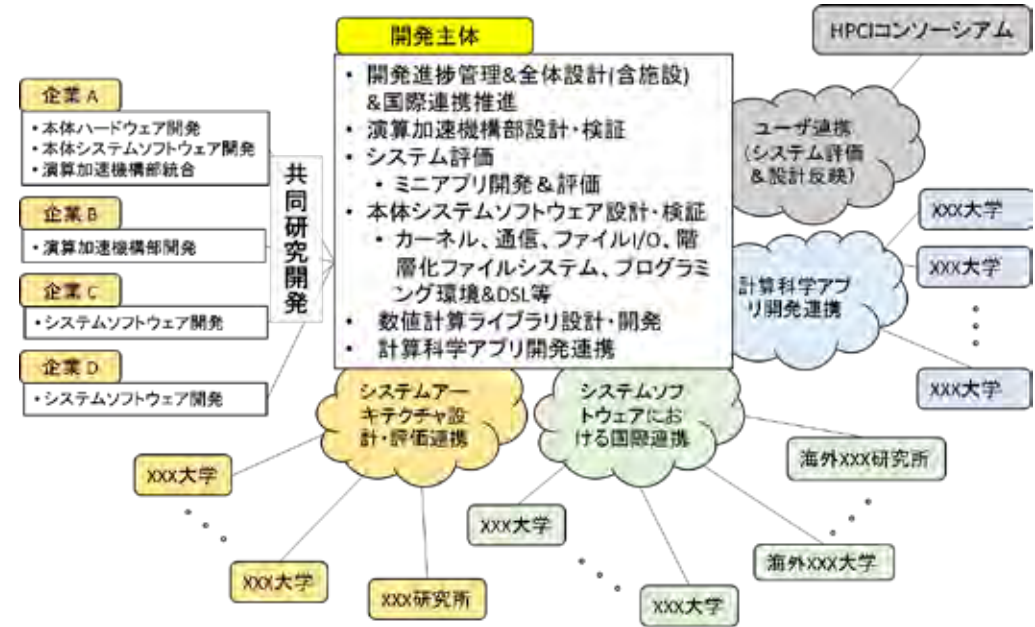 HPCIコンソーシアム
開発主体
・ 開発進捗管理&全体設計(含施設)
&国際連携推進
・ 演算加速機構部設計・検証
・ システム評価
・ ミニアプリ開発&評価
・ 本体システムソフトウェア設計・検証
・ カーネル、通信、ファイルI/O、階
層化ファイルシステム、プログラミ
ング環境&DSL等
・ 数値計算ライブラリ設計・開発
・ 計算科学アプリ開発連携
企業 A
・本体ハードウェア開発
・本体システムソフトウェア開発
・演算加速機構部統合
企業 B
・演算加速機構部開発
企業 C
・システムソフトウェア開発
企業 D
・システムソフトウェア開発
共同研究開発
ユーザ連携
(システム評価
&設計反映)
計算科学アプ
リ開発連携
XXX大学
XXX大学
XXX大学
システムアー
キテクチャ設
計・評価連携
XXX大学
XXX大学
XXX研究所
システムソフ
トウェアにお
ける国際連携
XXX大学
XXX大学
海外XXX研究所
海外XXX大学